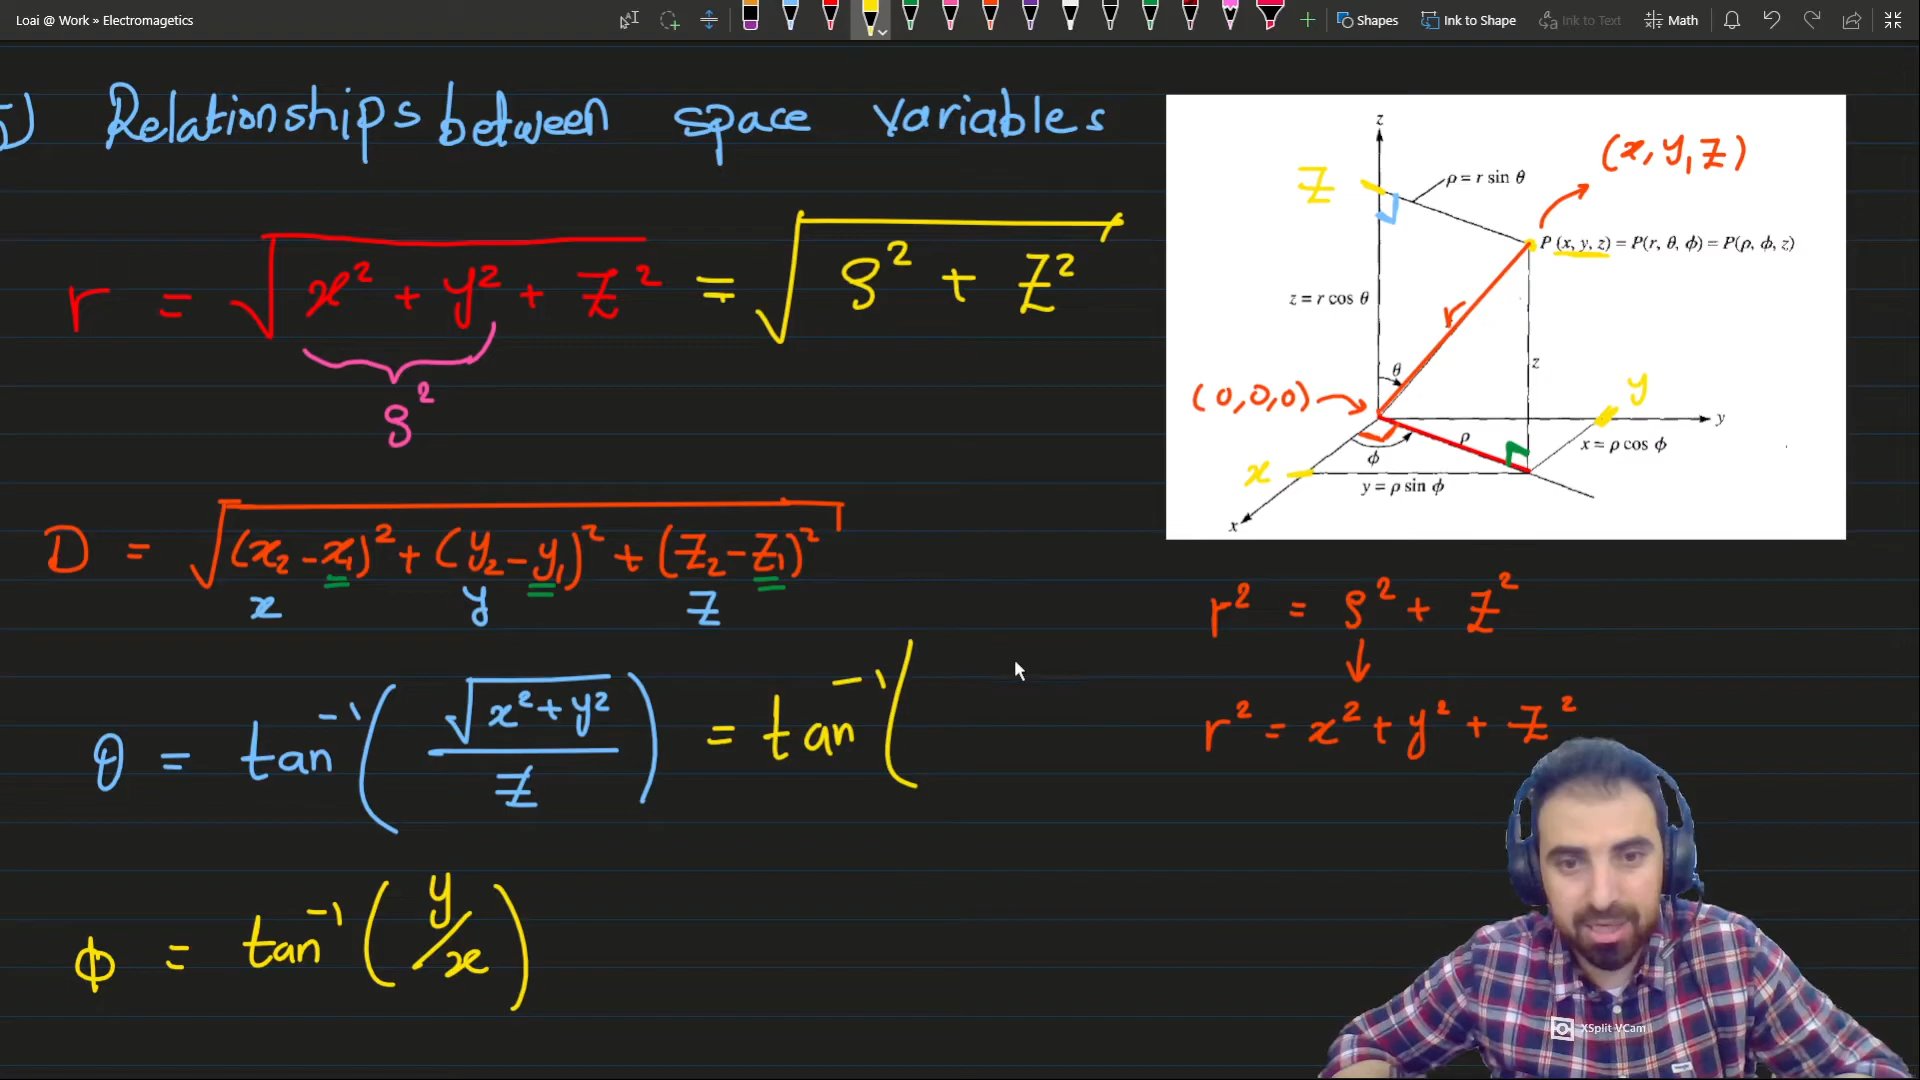 Loai @ Work » Electromagetics
Shapes Ink to Shape Ink to Text Math
5) Relationships between space variables
r = √(x² + y² + z²) = √(ρ² + z²)
ρ²
D = √((x₂ - x₁)² + (y₂ - y₁)² + (z₂ - z₁)²)
x y z
θ = tan⁻¹(√(x² + y²) / z) = tan⁻¹(
ϕ = tan⁻¹(y/x)
z
(x, y, z)
Z
ρ = r sin θ
P (x, y, z) = P(r, θ, ϕ) = P(ρ, ϕ, z)
z = r cos θ
r
z
θ
y
(0,0,0)
y
ρ
x = ρ cos ϕ
ϕ
x
y = ρ sin ϕ
x
r² = ρ² + z²
↓
r² = x² + y² + z²
XSplit VCam